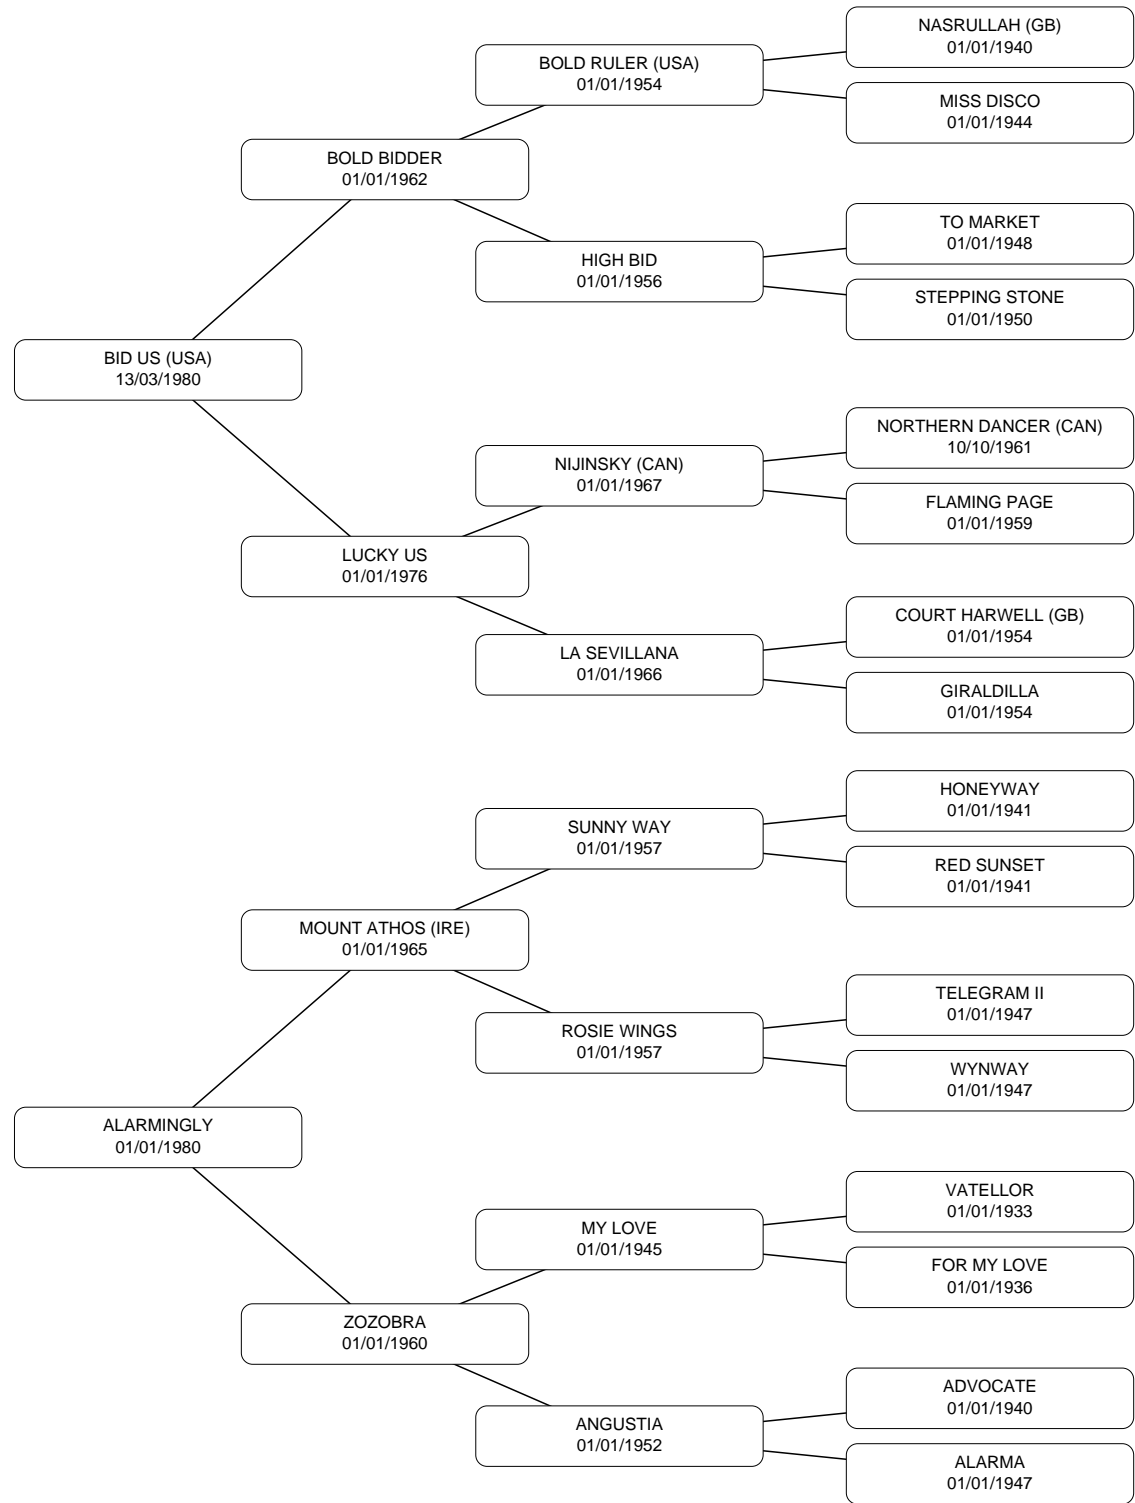 NASRULLAH (GB)
01/01/1940
BOLD RULER (USA)
01/01/1954
MISS DISCO
01/01/1944
BOLD BIDDER
01/01/1962
TO MARKET
01/01/1948
HIGH BID
01/01/1956
STEPPING STONE
01/01/1950
BID US (USA)
13/03/1980
NORTHERN DANCER (CAN)
10/10/1961
NIJINSKY (CAN)
01/01/1967
FLAMING PAGE
01/01/1959
LUCKY US
01/01/1976
COURT HARWELL (GB)
01/01/1954
LA SEVILLANA
01/01/1966
GIRALDILLA
01/01/1954
HONEYWAY
01/01/1941
SUNNY WAY
01/01/1957
RED SUNSET
01/01/1941
MOUNT ATHOS (IRE)
01/01/1965
TELEGRAM II
01/01/1947
ROSIE WINGS
01/01/1957
WYNWAY
01/01/1947
ALARMINGLY
01/01/1980
VATELLOR
01/01/1933
MY LOVE
01/01/1945
FOR MY LOVE
01/01/1936
ZOZOBRA
01/01/1960
ADVOCATE
01/01/1940
ANGUSTIA
01/01/1952
ALARMA
01/01/1947